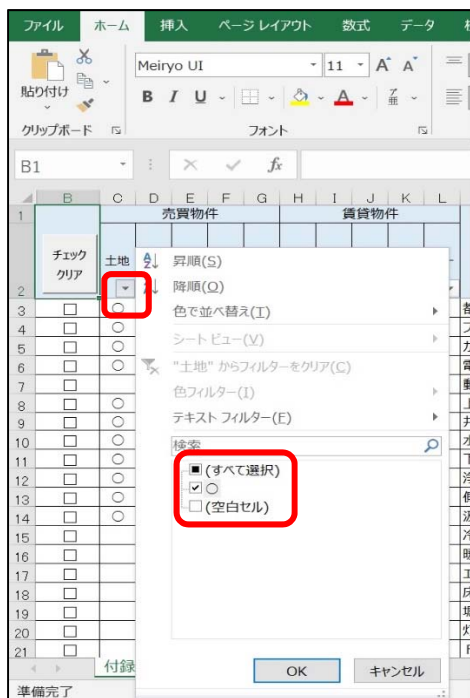 ファイル ホーム 挿入 ページ レイアウト 数式 データ
貼り付け
Meiryo UI 11 A A
B I U A
クリップボード フォント
B1 fx
B C D E F G H I J K L
1 売買物件 賃貸物件
チェック
クリア
土地
2
昇順(S)
降順(O)
色で並べ替え(T)
シート ビュー(V)
"土地" からフィルターをクリア(C)
色フィルター(I)
テキスト フィルター(F)
検索
(すべて選択)
○
(空白セル)
OK キャンセル
3 ○
4 ○
5 ○
6 ○
7
8 ○
9 ○
10 ○
11 ○
12 ○
13 ○
14 ○
15
16
17
18
19
20
21
付録
準備完了